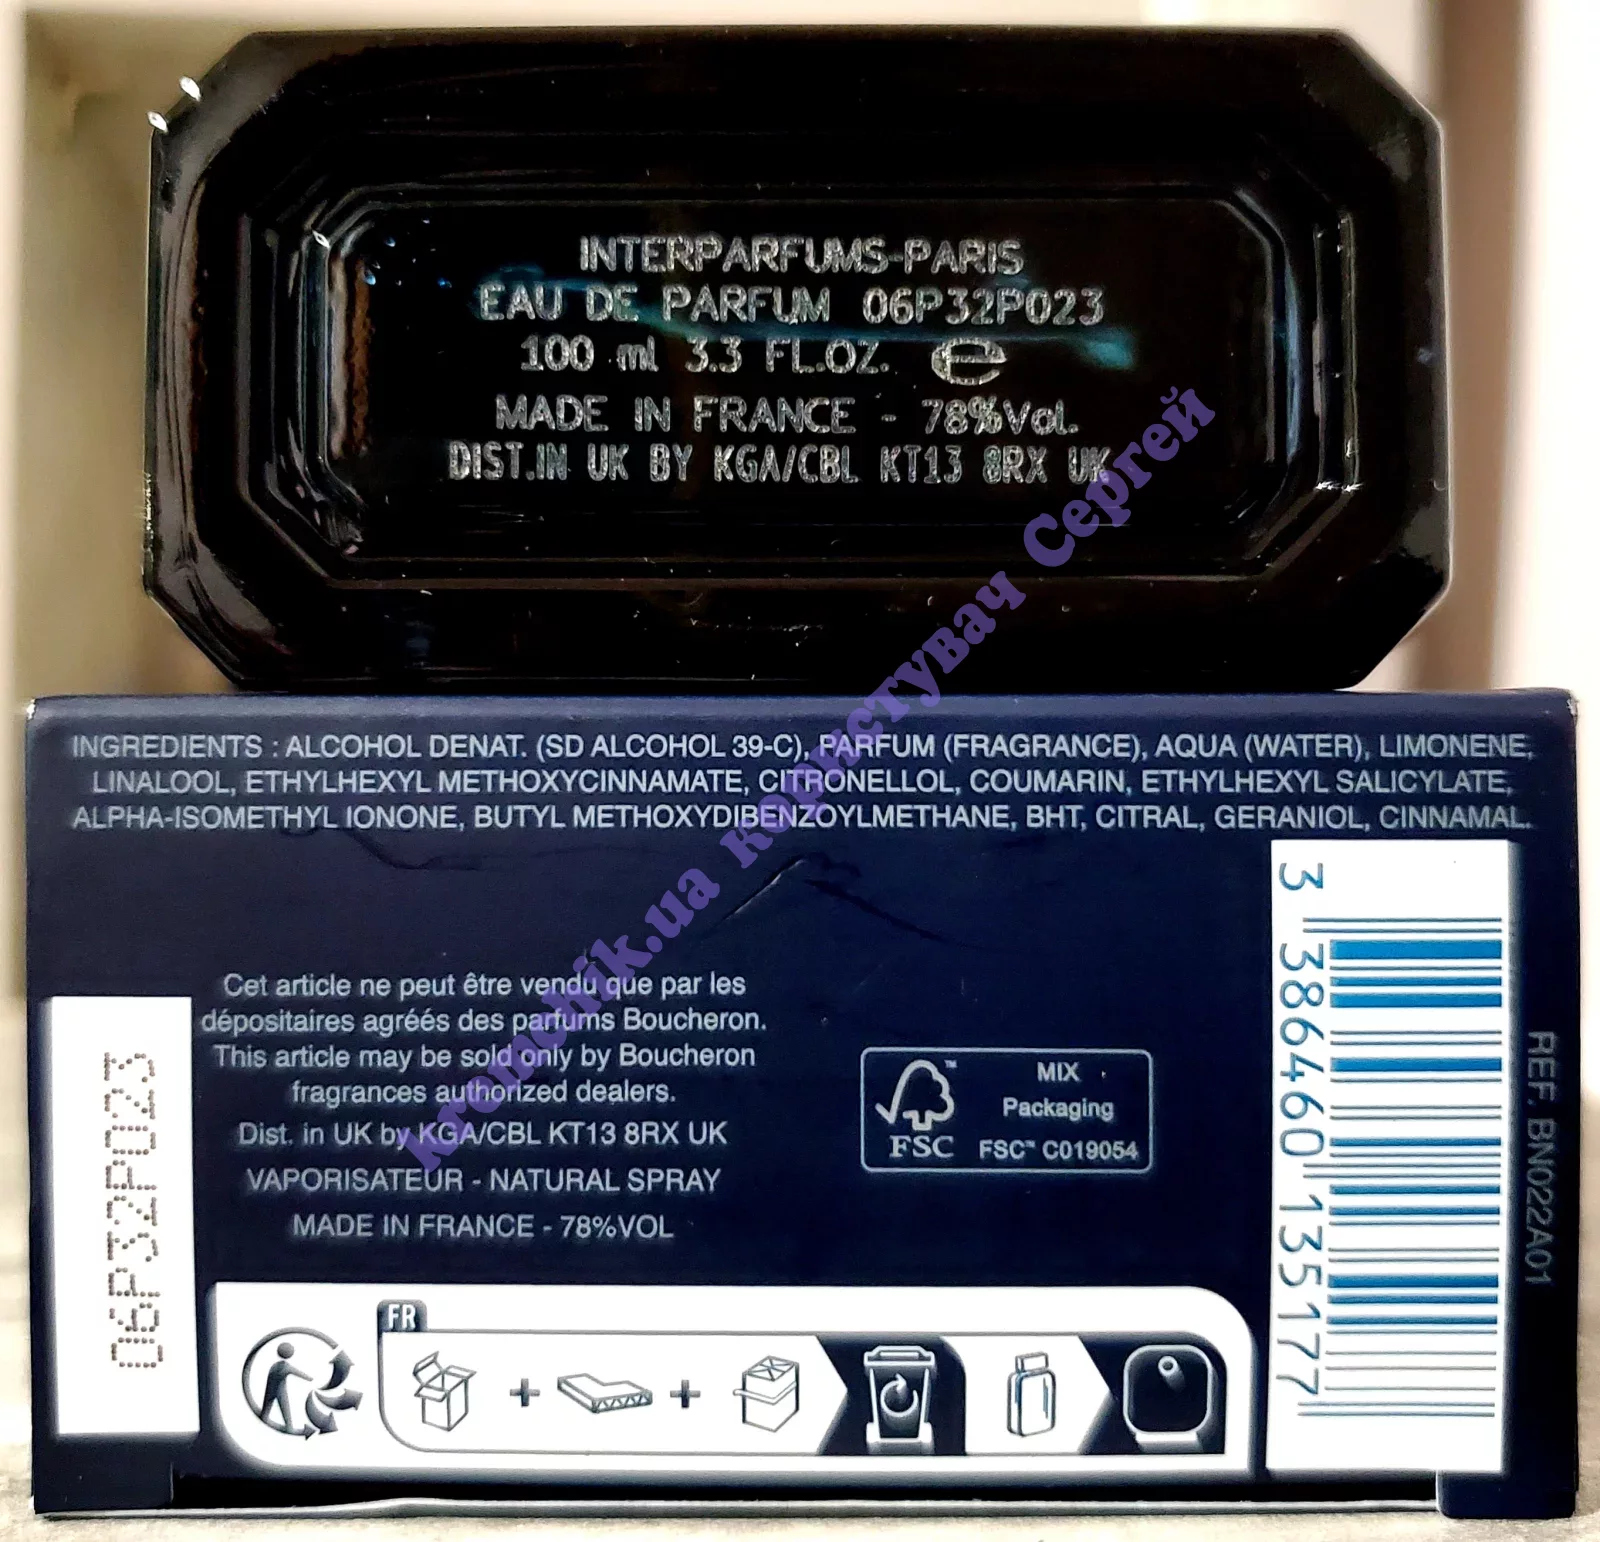 INTERPARFUMS-PARIS
EAU DE PARFUM 06P32P023
100 ml 3.3 FL.OZ. e
MADE IN FRANCE - 78%Vol.
DIST.IN UK BY KGA/CBL KT13 8RX UK
INGREDIENTS : ALCOHOL DENAT. (SD ALCOHOL 39-C), PARFUM (FRAGRANCE), AQUA (WATER), LIMONENE,
LINALOOL, ETHYLHEXYL METHOXYCINNAMATE, CITRONELLOL, COUMARIN, ETHYLHEXYL SALICYLATE,
ALPHA-ISOMETHYL IONONE, BUTYL METHOXYDIBENZOYLMETHANE, BHT, CITRAL, GERANIOL, CINNAMAL.
Cet article ne peut être vendu que par les
dépositaires agréés des parfums Boucheron.
This article may be sold only by Boucheron
fragrances authorized dealers.
Dist. in UK by KGA/CBL KT13 8RX UK
VAPORISATEUR - NATURAL SPRAY
MADE IN FRANCE - 78%VOL
06P32P023
FSC™
MIX
Packaging
FSC™ C019054
3 386460 135177
REF. BN022A01
FR
kremchik.ua Користувач Сергей